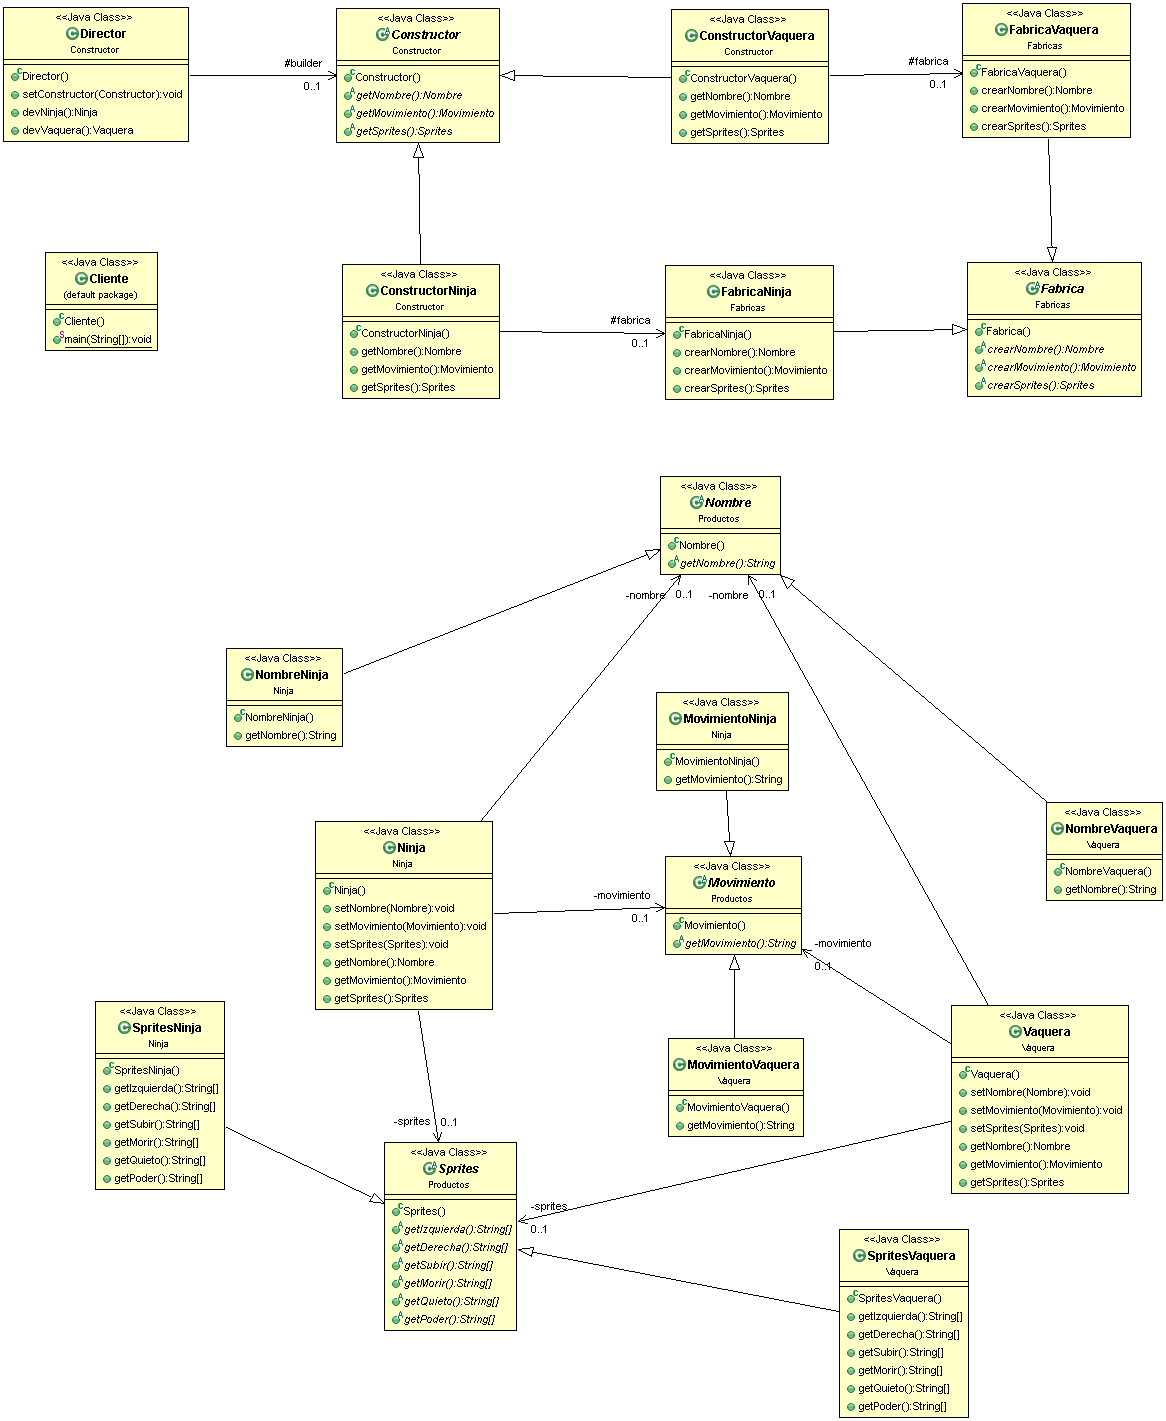 <<Java Class>>
Director
Constructor
Director()
setConstructor(Constructor):void
devNinja():Ninja
devVaquera():Vaquera
#builder
0..1
<<Java Class>>
Constructor
Constructor
Constructor()
getNombre():Nombre
getMovimiento():Movimiento
getSprites():Sprites
<<Java Class>>
ConstructorVaquera
Constructor
ConstructorVaquera()
getNombre():Nombre
getMovimiento():Movimiento
getSprites():Sprites
#fabrica
0..1
<<Java Class>>
FabricaVaquera
Fabricas
FabricaVaquera()
crearNombre():Nombre
crearMovimiento():Movimiento
crearSprites():Sprites
<<Java Class>>
Cliente
(default package)
Cliente()
main(String[]):void
<<Java Class>>
ConstructorNinja
Constructor
ConstructorNinja()
getNombre():Nombre
getMovimiento():Movimiento
getSprites():Sprites
#fabrica
0..1
<<Java Class>>
FabricaNinja
Fabricas
FabricaNinja()
crearNombre():Nombre
crearMovimiento():Movimiento
crearSprites():Sprites
<<Java Class>>
Fabrica
Fabricas
Fabrica()
crearNombre():Nombre
crearMovimiento():Movimiento
crearSprites():Sprites
<<Java Class>>
Nombre
Productos
Nombre()
getNombre():String
-nombre 0..1
-nombre 0..1
<<Java Class>>
NombreNinja
Ninja
NombreNinja()
getNombre():String
<<Java Class>>
MovimientoNinja
Ninja
MovimientoNinja()
getMovimiento():String
<<Java Class>>
NombreVaquera
Vaquera
NombreVaquera()
getNombre():String
<<Java Class>>
Ninja
Ninja
Ninja()
setNombre(Nombre):void
setMovimiento(Movimiento):void
setSprites(Sprites):void
getNombre():Nombre
getMovimiento():Movimiento
getSprites():Sprites
-movimiento
0..1
<<Java Class>>
Movimiento
Productos
Movimiento()
getMovimiento():String
-movimiento
0..1
<<Java Class>>
SpritesNinja
Ninja
SpritesNinja()
getIzquierda():String[]
getDerecha():String[]
getSubir():String[]
getMorir():String[]
getQuieto():String[]
getPoder():String[]
<<Java Class>>
MovimientoVaquera
Vaquera
MovimientoVaquera()
getMovimiento():String
<<Java Class>>
Vaquera
Vaquera
Vaquera()
setNombre(Nombre):void
setMovimiento(Movimiento):void
setSprites(Sprites):void
getNombre():Nombre
getMovimiento():Movimiento
getSprites():Sprites
-sprites 0..1
<<Java Class>>
Sprites
Productos
Sprites()
getIzquierda():String[]
getDerecha():String[]
getSubir():String[]
getMorir():String[]
getQuieto():String[]
getPoder():String[]
-sprites
0..1
<<Java Class>>
SpritesVaquera
Vaquera
SpritesVaquera()
getIzquierda():String[]
getDerecha():String[]
getSubir():String[]
getMorir():String[]
getQuieto():String[]
getPoder():String[]